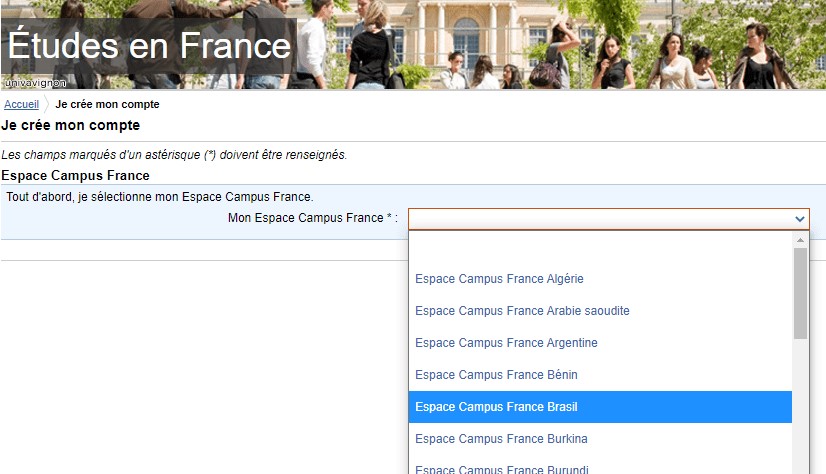 Études en France
univavignon
Accueil Je crée mon compte
Je crée mon compte
Les champs marqués d'un astérisque (*) doivent être renseignés.
Espace Campus France
Tout d'abord, je sélectionne mon Espace Campus France.
Mon Espace Campus France * :
Espace Campus France Algérie
Espace Campus France Arabie saoudite
Espace Campus France Argentine
Espace Campus France Bénin
Espace Campus France Brasil
Espace Campus France Burkina
Espace Campus France Burundi